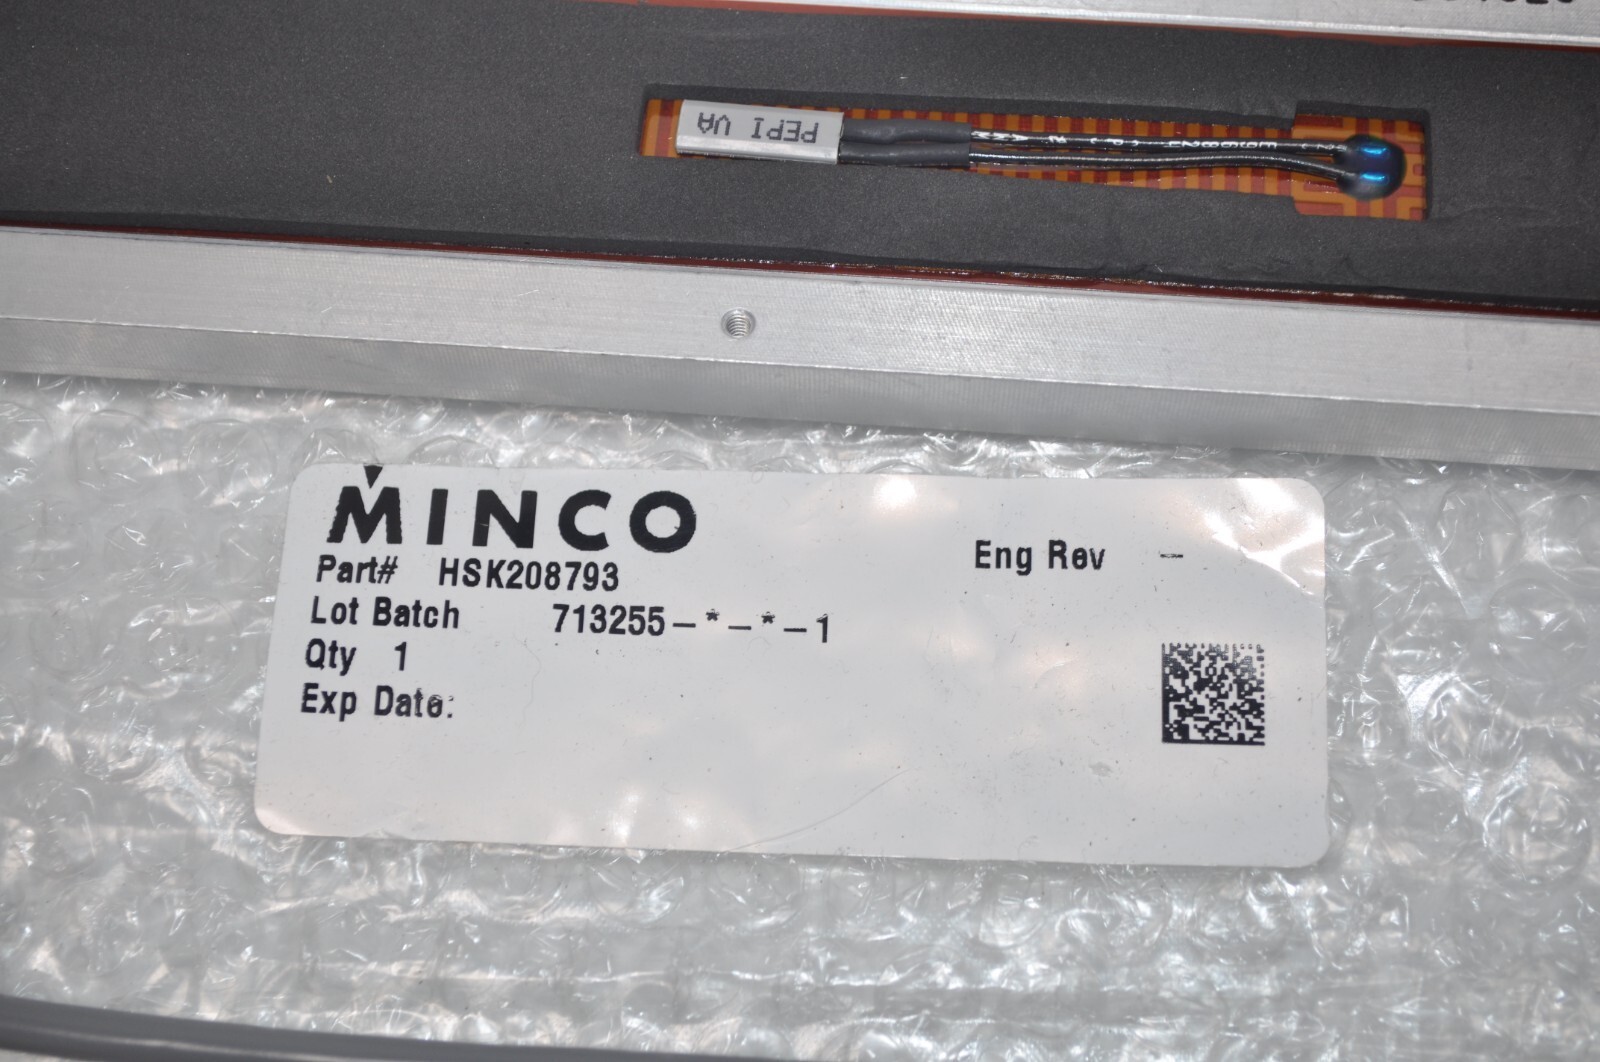 PEPI VA
MINCO
Part# HSK208793
Eng Rev -
Lot Batch 713255-*-*-1
Qty 1
Exp Date: